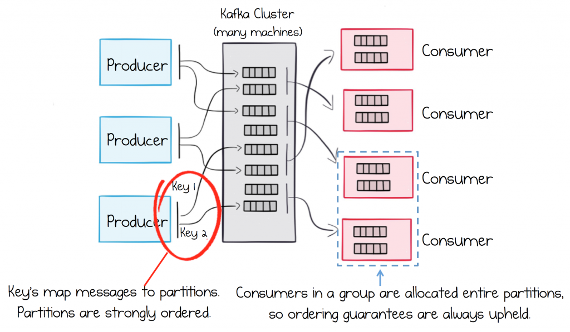 Kafka Cluster
(many machines)
Producer
Producer
Producer
Key 1
Key 2
Consumer
Consumer
Consumer
Consumer
Key's map messages to partitions.
Partitions are strongly ordered.
Consumers in a group are allocated entire partitions,
so ordering guarantees are always upheld.